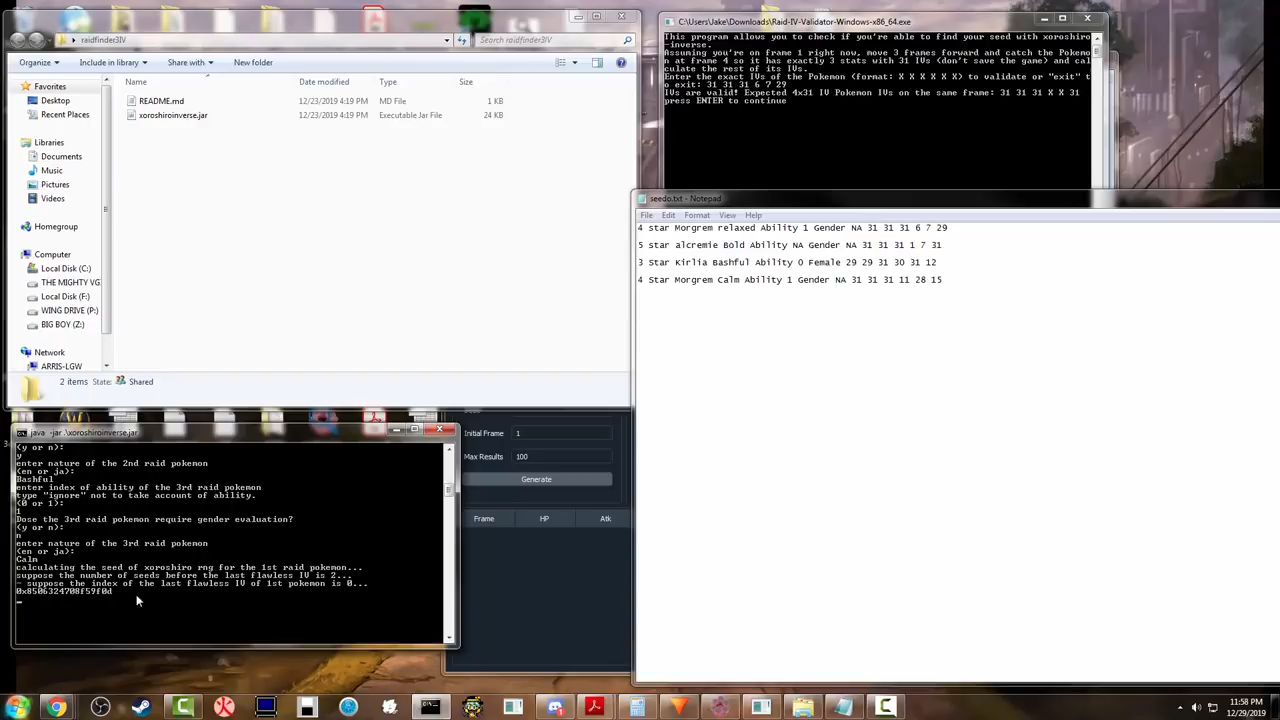 raidfinder3IV
Search raidfinder3IV
Organize
Include in library
Share with
New folder
Name
Date modified
Type
Size
Favorites
Desktop
Recent Places
Libraries
Documents
Music
Pictures
Videos
Homegroup
Computer
Local Disk (C:)
THE MIGHTY VG
Local Disk (F:)
WING DRIVE (P:)
BIG BOY (Z:)
Network
ARRIS-LGW
README.md 12/23/2019 4:19 PM MD File 1 KB
xoroshiroinverse.jar 12/23/2019 4:19 PM Executable Jar File 24 KB
2 items State: Shared
C:\Users\Jake\Downloads\Raid-IV-Validator-Windows-x86_64.exe
This program allows you to check if you're able to find your seed with xoroshiro
-inverse.
Assuming you're on frame 1 right now, move 3 frames forward and catch the Pokemo
n at frame 4 so it has exactly 3 stats with 31 IVs (don't save the game) and cal
culate the rest of its IVs.
Enter the exact IVs of the Pokemon (format: X X X X X X) to validate or "exit" t
o exit: 31 31 31 6 7 29
IVs are valid! Expected 4x31 IV Pokemon IVs on the same frame: 31 31 31 X X 31
press ENTER to continue
seedo.txt - Notepad
File Edit Format View Help
4 star Morgrem relaxed Ability 1 Gender NA 31 31 31 6 7 29
5 star alcremie Bold Ability NA Gender NA 31 31 31 1 7 31
3 Star Kirlia Bashful Ability 0 Female 29 29 31 30 31 12
4 Star Morgrem Calm Ability 1 Gender NA 31 31 31 11 28 15
java -jar .\xoroshiroinverse.jar
(y or n):
y
enter nature of the 2nd raid pokemon
(en or ja):
Bashful
enter index of ability of the 3rd raid pokemon
type "ignore" not to take account of ability.
(0 or 1):
1
Dose the 3rd raid pokemon require gender evaluation?
(y or n):
n
enter nature of the 3rd raid pokemon
(en or ja):
Calm
calculating the seed of xoroshiro rng for the 1st raid pokemon...
suppose the number of seeds before the last flawless IV is 2...
- suppose the index of the last flawless IV of 1st pokemon is 0...
0x8506324708f59f0d
Initial Frame 1
Max Results 100
Generate
Frame HP Atk
11:58 PM
12/29/2019